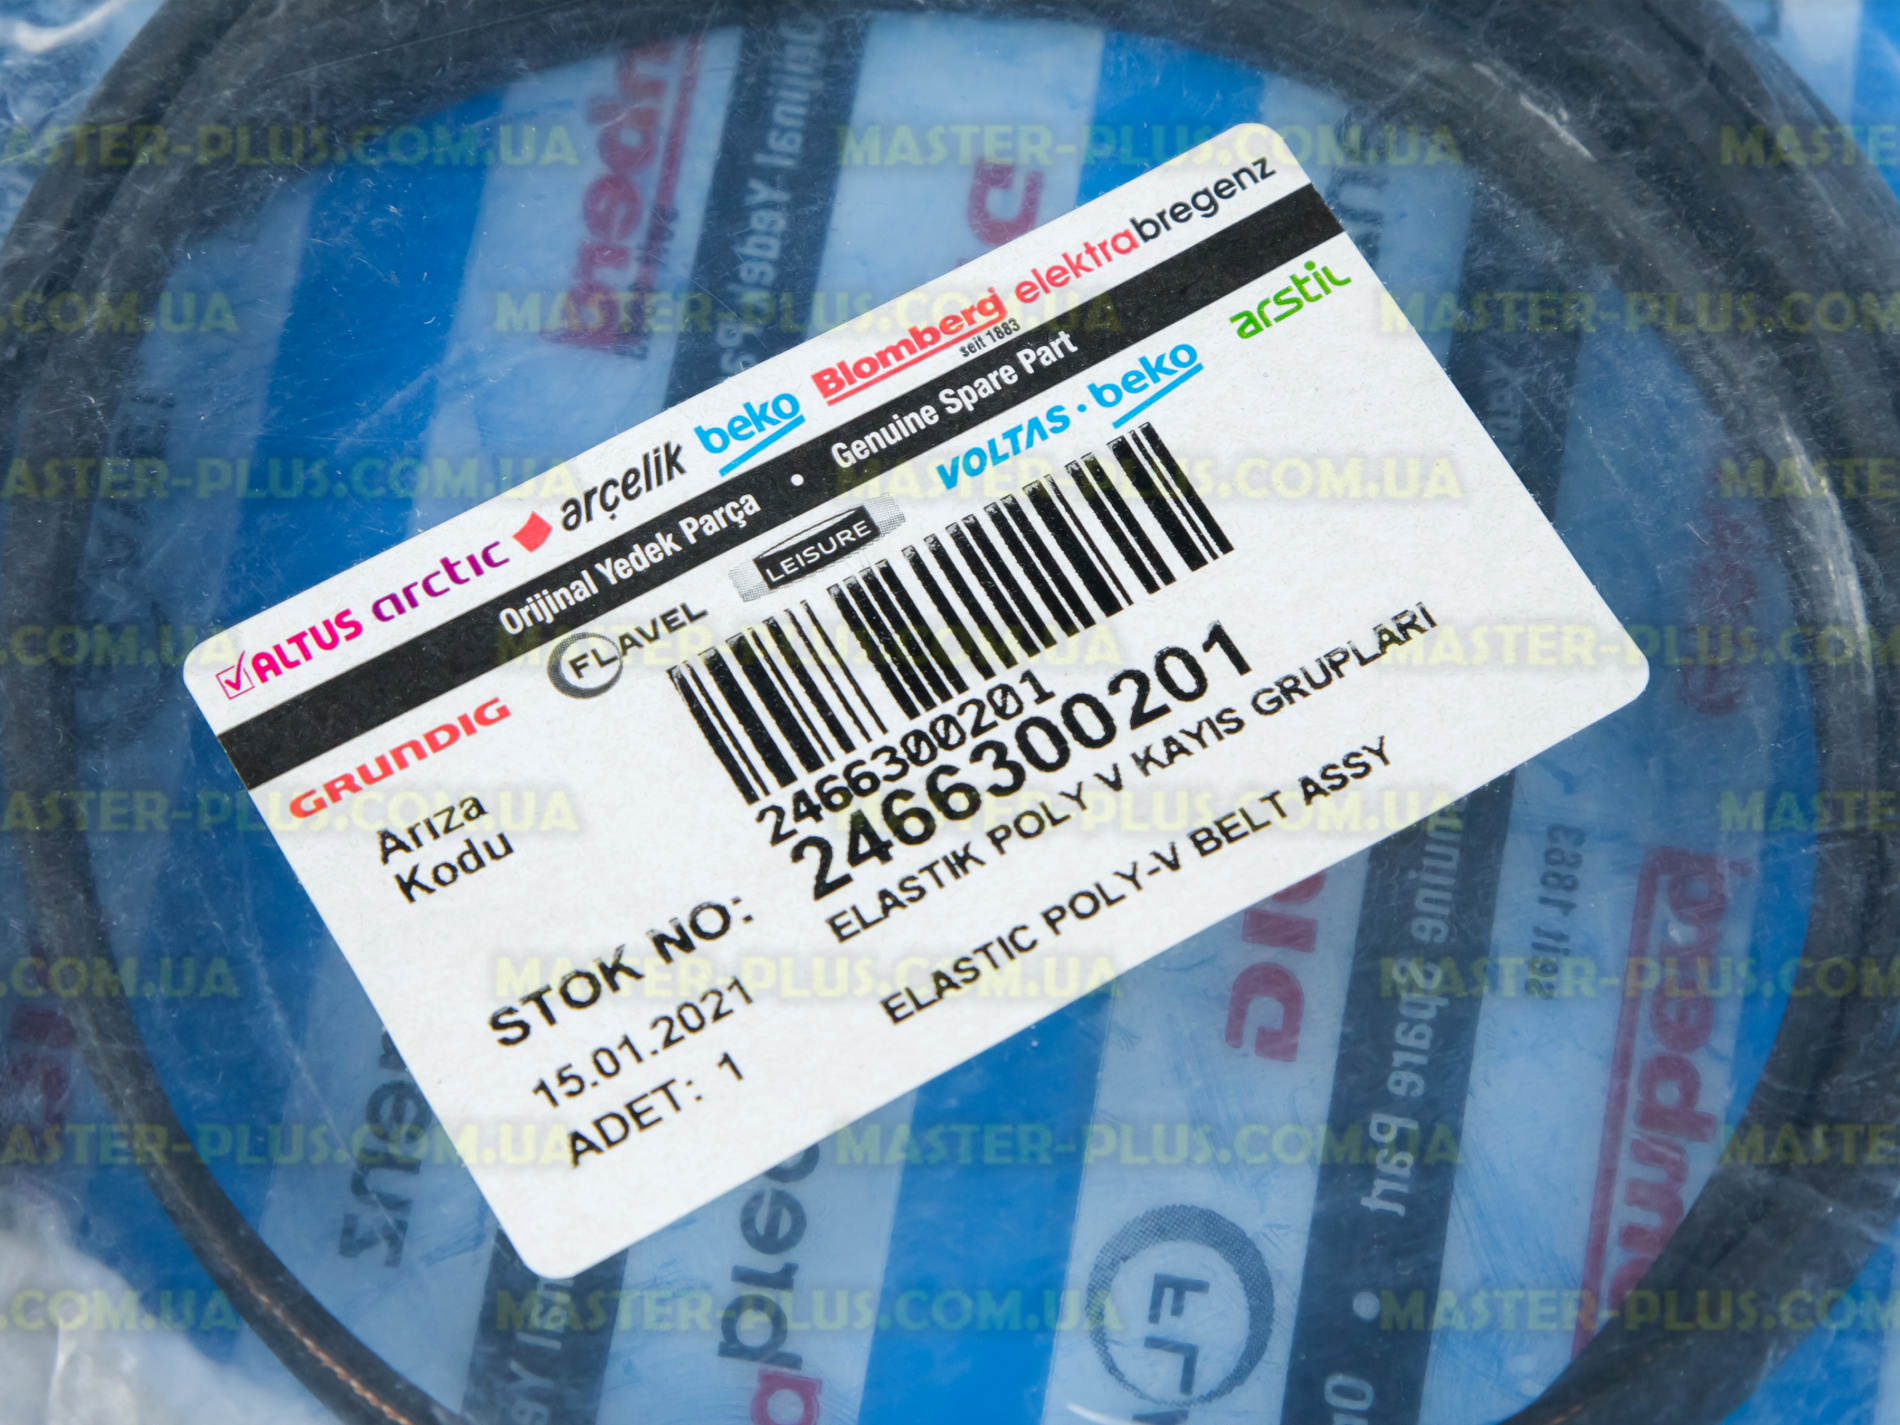 ALTUS arctic arçelik beko Blomberg elektrabregenz
seit 1883
Orijinal Yedek Parça • Genuine Spare Part
GRUNDIG FLAVEL LEISURE VOLTAS • beko arstil
Arıza
Kodu
2466300201
STOK NO: 2466300201
15.01.2021 ELASTIK POLY V KAYIS GRUPLARI
ADET: 1 ELASTIC POLY-V BELT ASSY
MASTER-PLUS.COM.UA